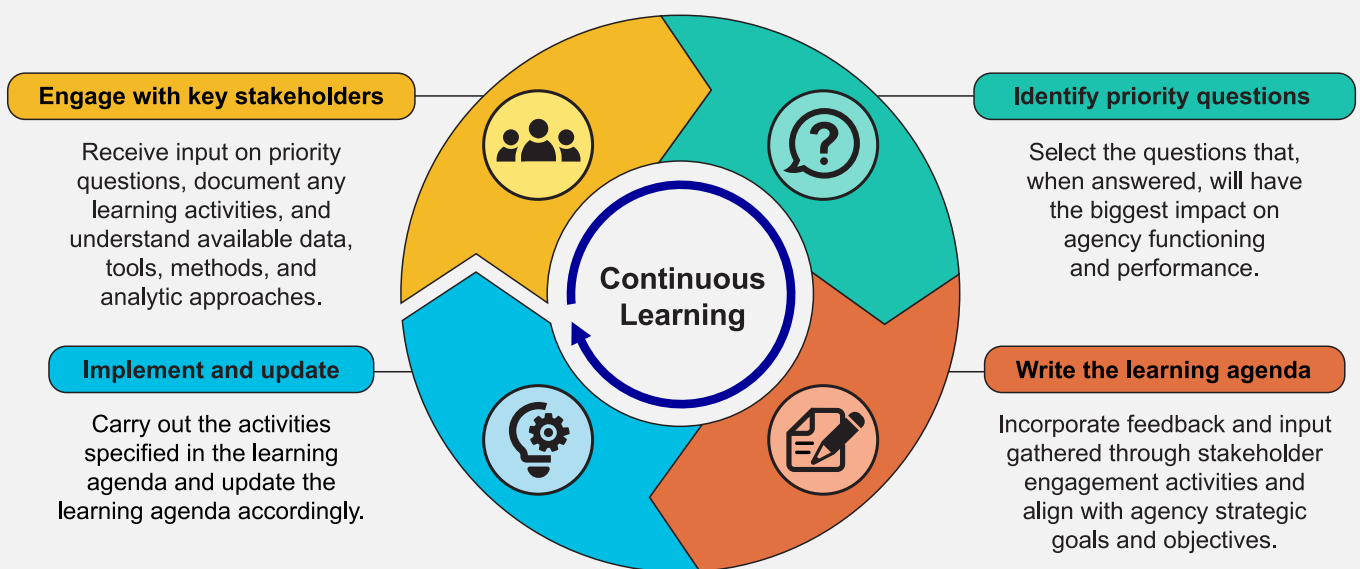 Engage with key stakeholders
Receive input on priority
questions, document any
learning activities, and
understand available data,
tools, methods, and
analytic approaches.
Identify priority questions
Select the questions that,
when answered, will have
the biggest impact on
agency functioning
and performance.
Continuous
Learning
Implement and update
Carry out the activities
specified in the learning
agenda and update the
learning agenda accordingly.
Write the learning agenda
Incorporate feedback and input
gathered through stakeholder
engagement activities and
align with agency strategic
goals and objectives.